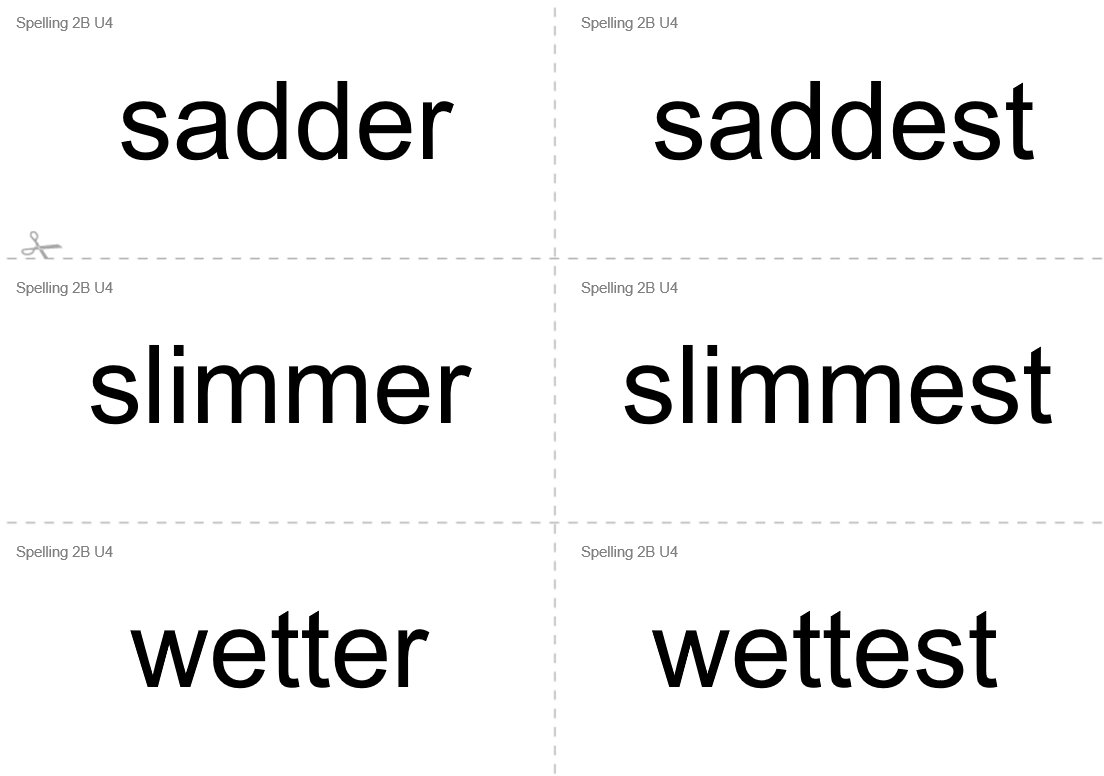 Spelling 2B U4
Spelling 2B U4
sadder
saddest
Spelling 2B U4
Spelling 2B U4
slimmer
slimmest
Spelling 2B U4
Spelling 2B U4
wetter
wettest